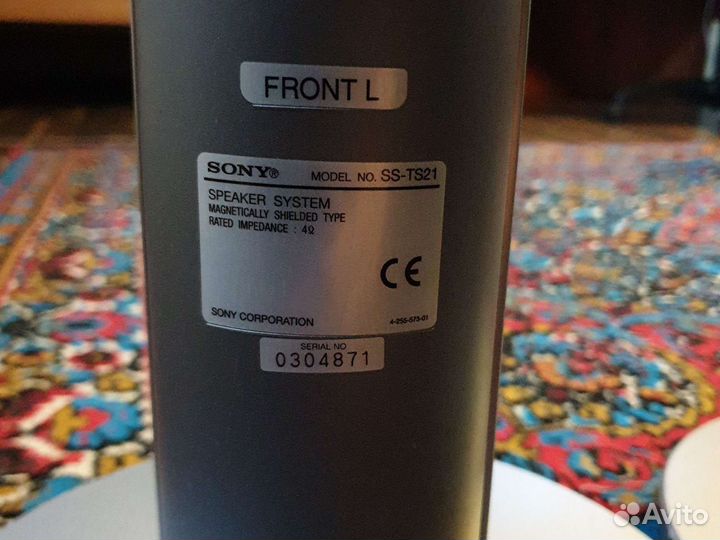 FRONT L
SONY® MODEL NO. SS-TS21
SPEAKER SYSTEM
MAGNETICALLY SHIELDED TYPE
RATED IMPEDANCE : 4Ω
CE
SONY CORPORATION 4-255-573-01
SERIAL NO
0304871
Avito